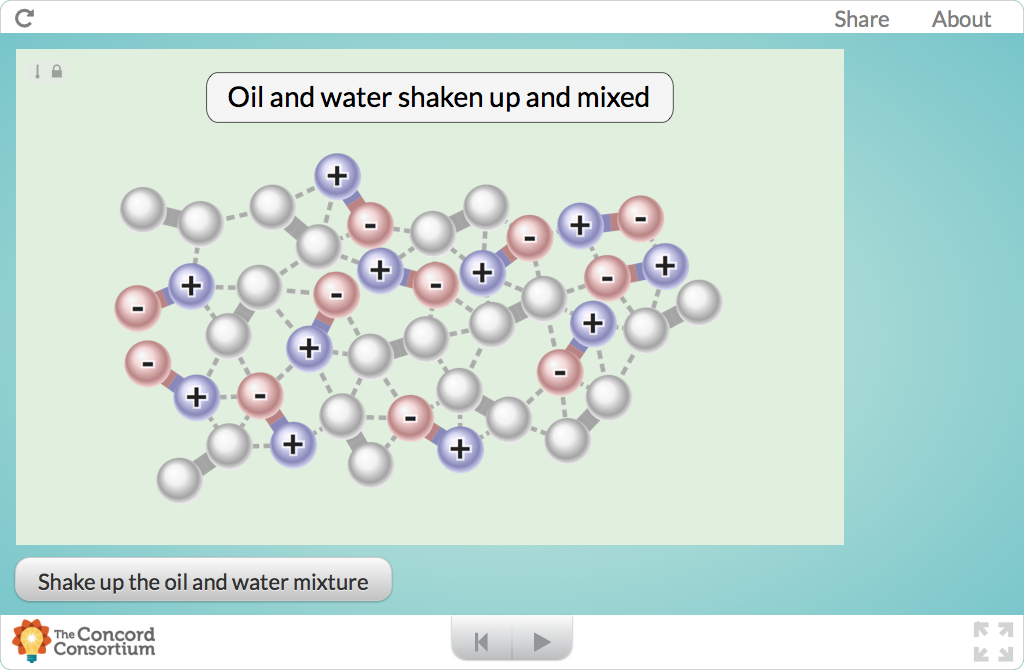 Share About
Oil and water shaken up and mixed
+
-
- + + -
+ - + - +
+ - -
- +
+
-
- -
+ -
+ + +
Shake up the oil and water mixture
The Concord
Consortium